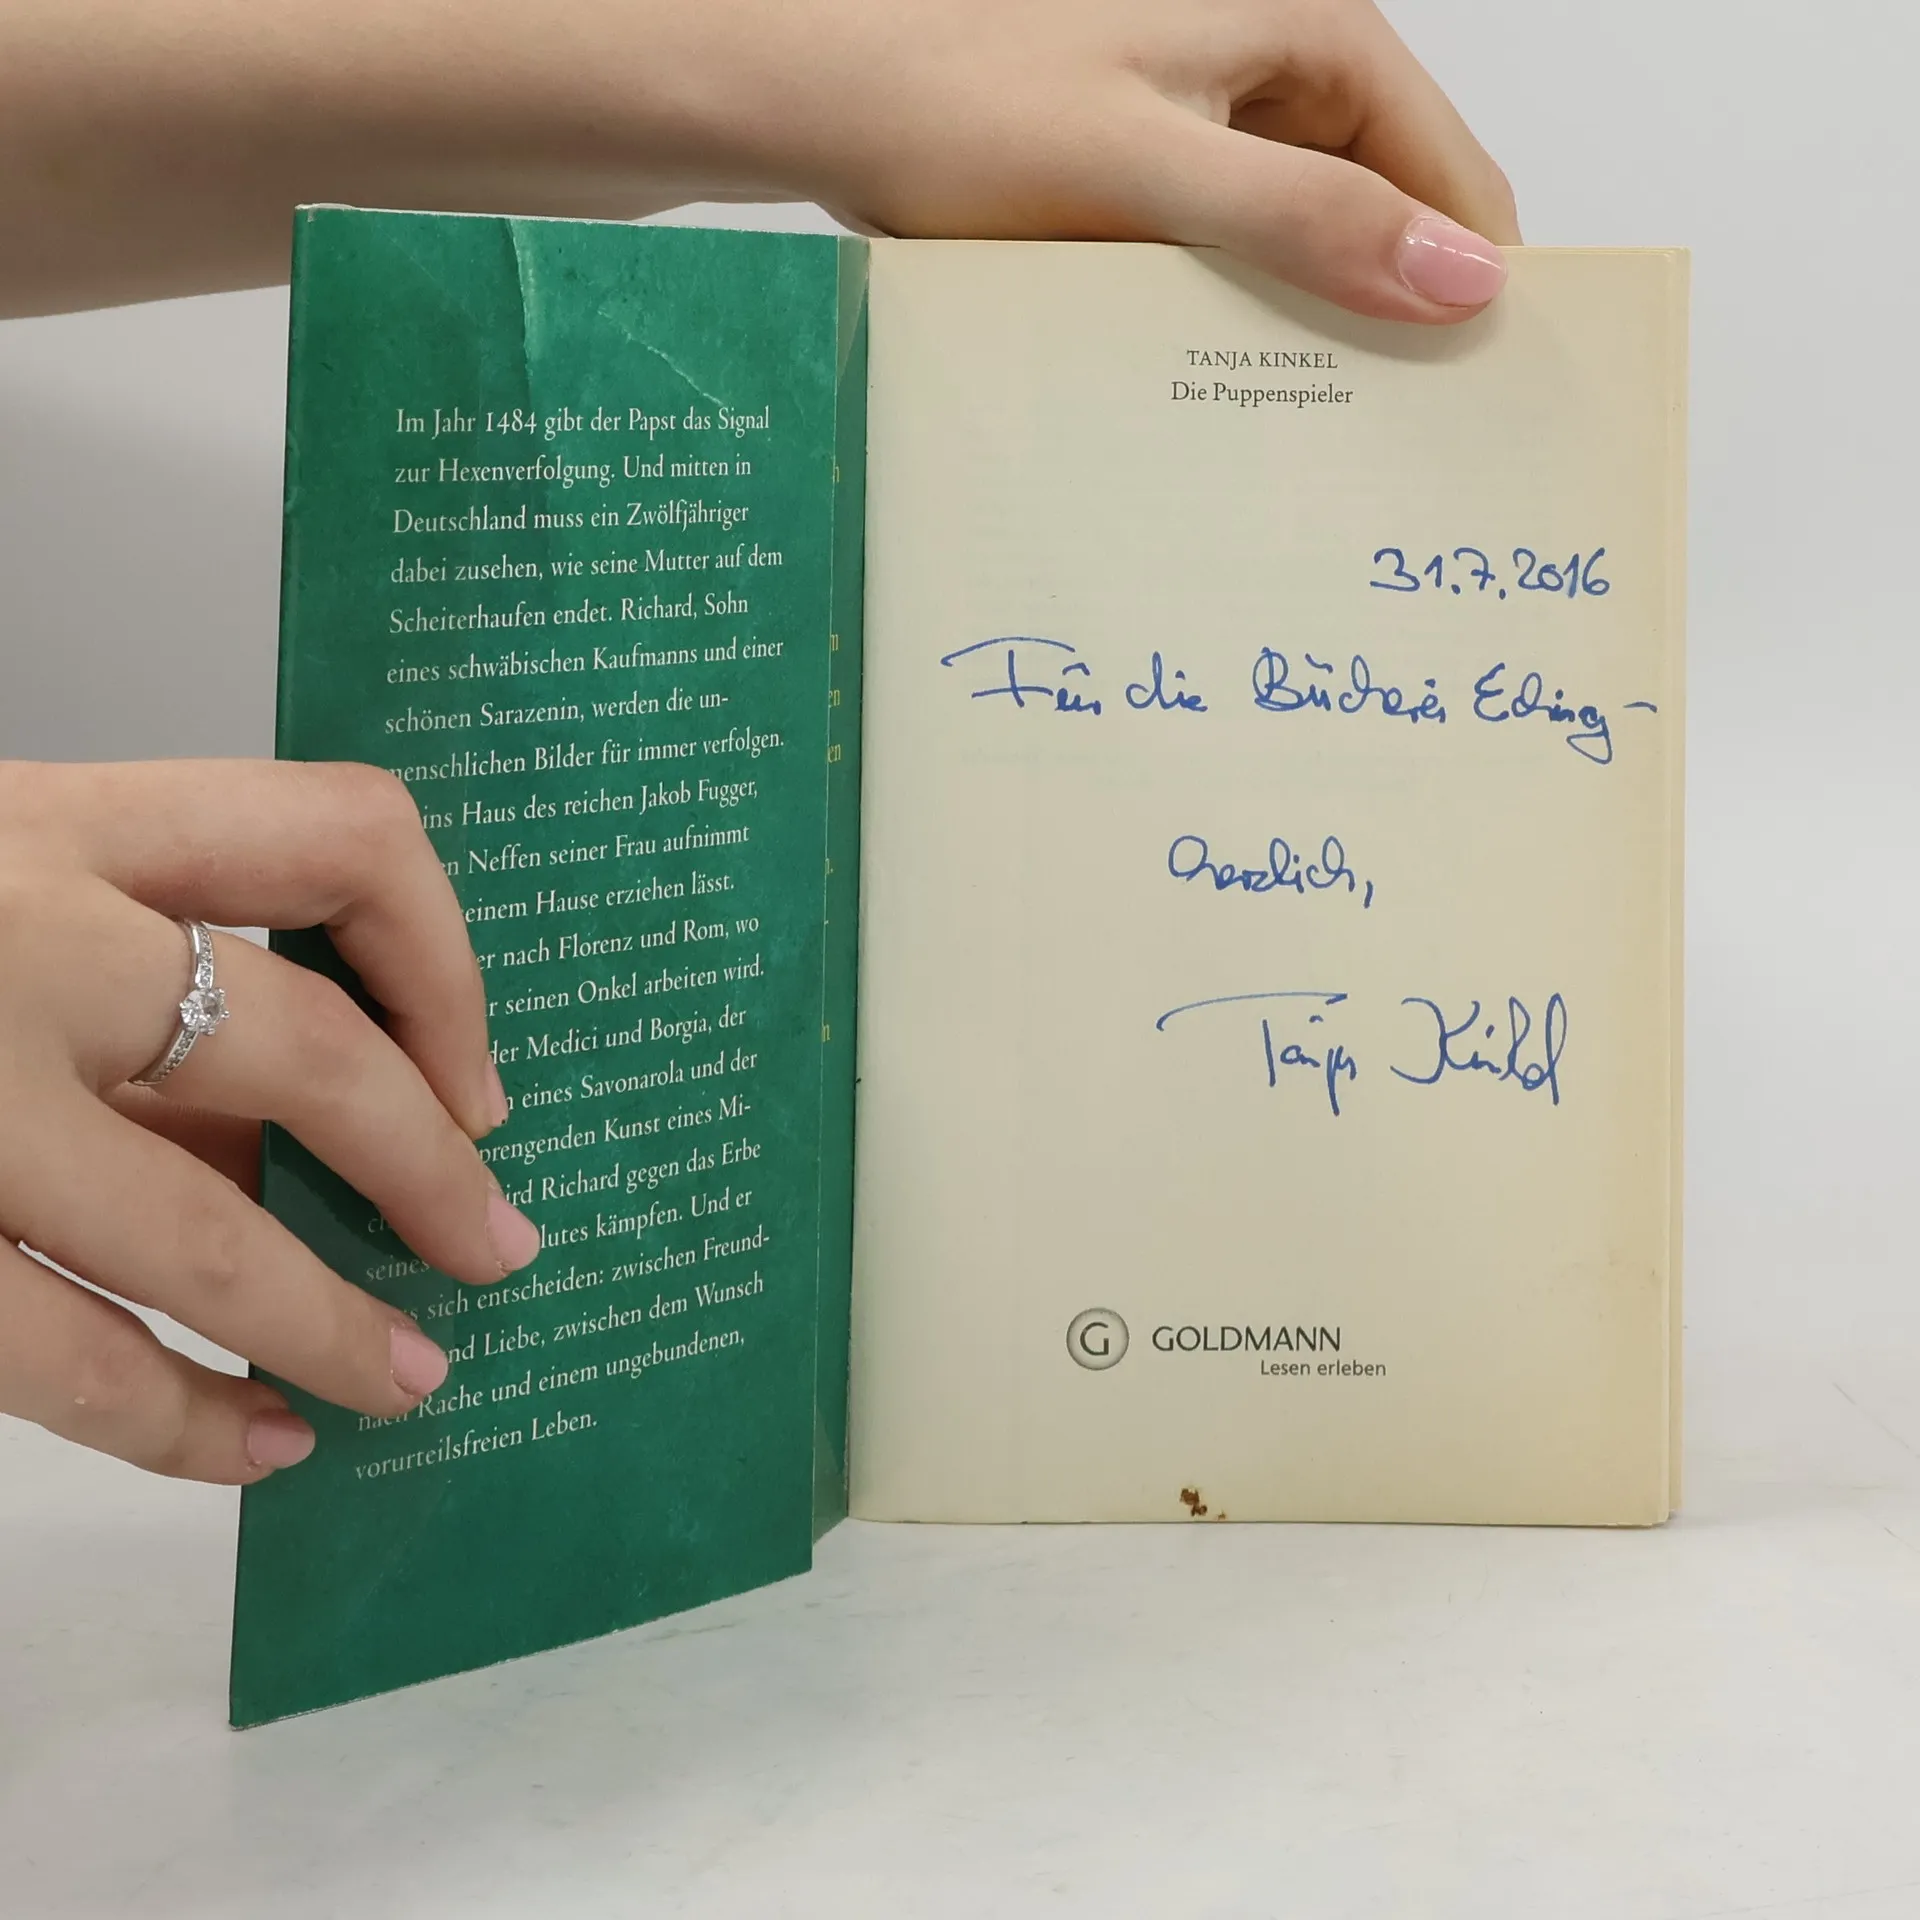 Im Jahr 1484 gibt der Papst das Signal
zur Hexenverfolgung. Und mitten in
Deutschland muss ein Zwölfjähriger
dabei zusehen, wie seine Mutter auf dem
Scheiterhaufen endet. Richard, Sohn
eines schwäbischen Kaufmanns und einer
schönen Sarazenin, werden die un-
menschlichen Bilder für immer verfolgen.
ins Haus des reichen Jakob Fugger,
Neffen seiner Frau aufnimmt
einem Hause erziehen lässt.
er nach Florenz und Rom, wo
seinen Onkel arbeiten wird.
der Medici und Borgia, der
eines Savonarola und der
Kunst eines Mi-
Richard gegen das Erbe
seines kämpfen. Und er
sich entscheiden: zwischen Freund-
Liebe, zwischen dem Wunsch
nach Rache und einem ungebundenen,
vorurteilsfreien Leben.
TANJA KINKEL
Die Puppenspieler
31.7.2016
Für die Bücherei Eding -
herzlich,
Tanja Kinkel
G GOLDMANN
Lesen erleben